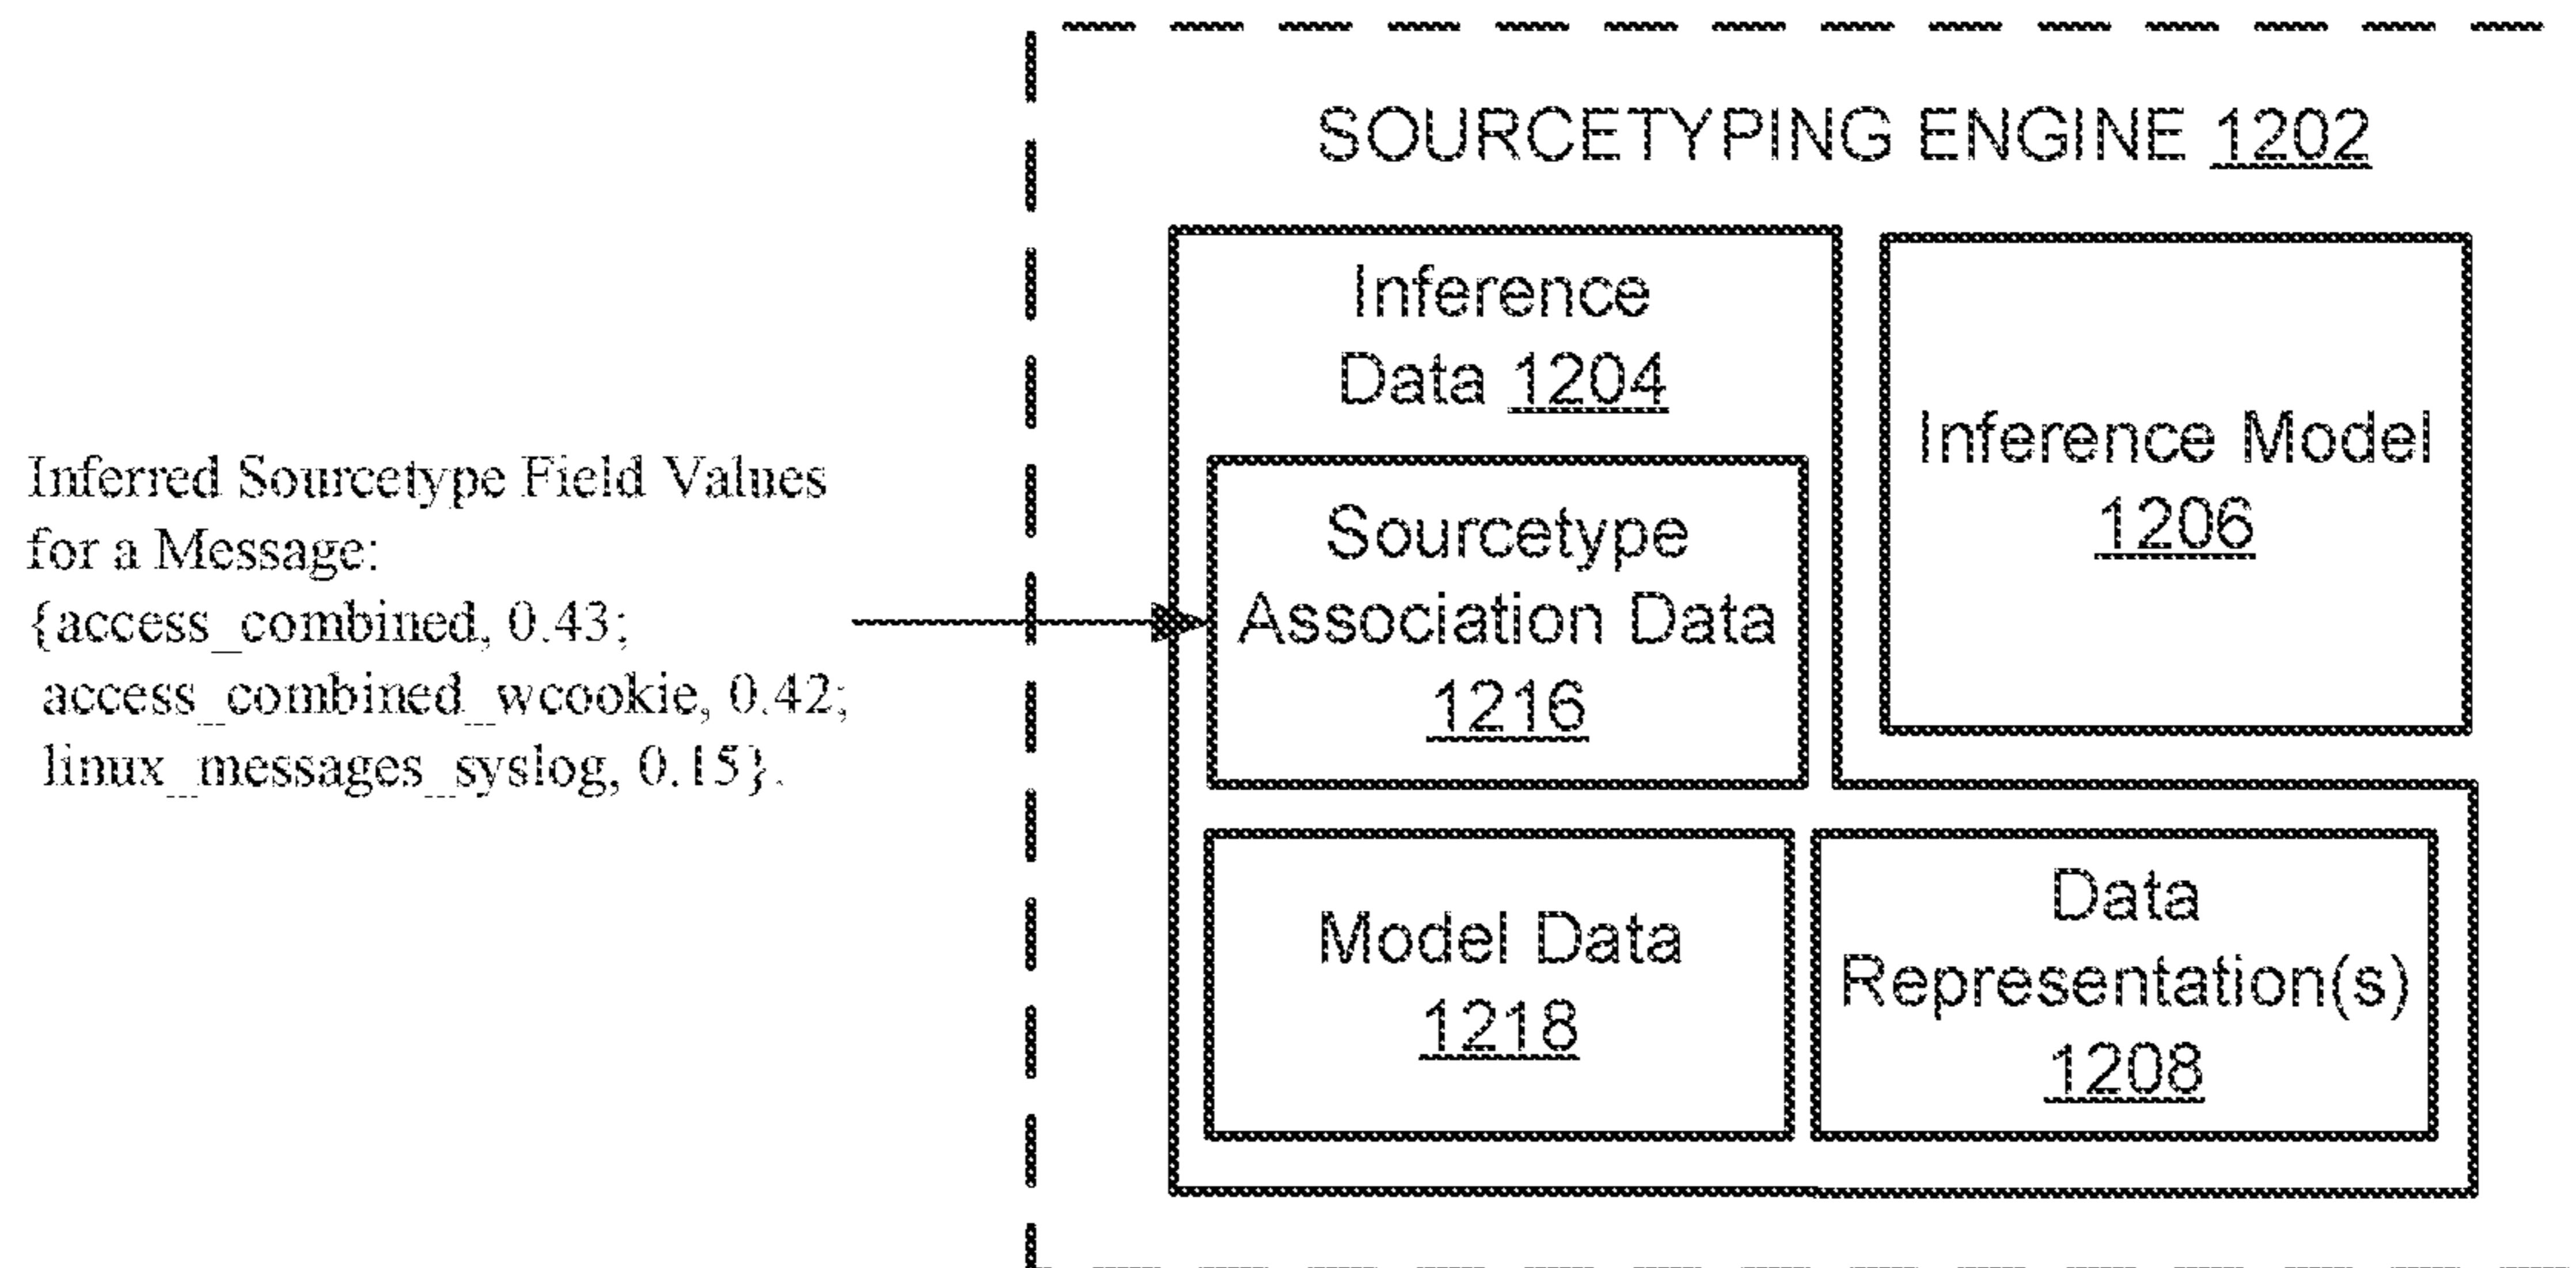 SOURCETYPING ENGINE 1202
Inferred Sourcetype Field Values
for a Message:
{access_combined, 0.43;
access_combined_wcookie, 0.42;
linux_messages_syslog, 0.15}.
Inference
Data 1204
Sourcetype
Association Data
1216
Inference Model
1206
Model Data
1218
Data
Representation(s)
1208